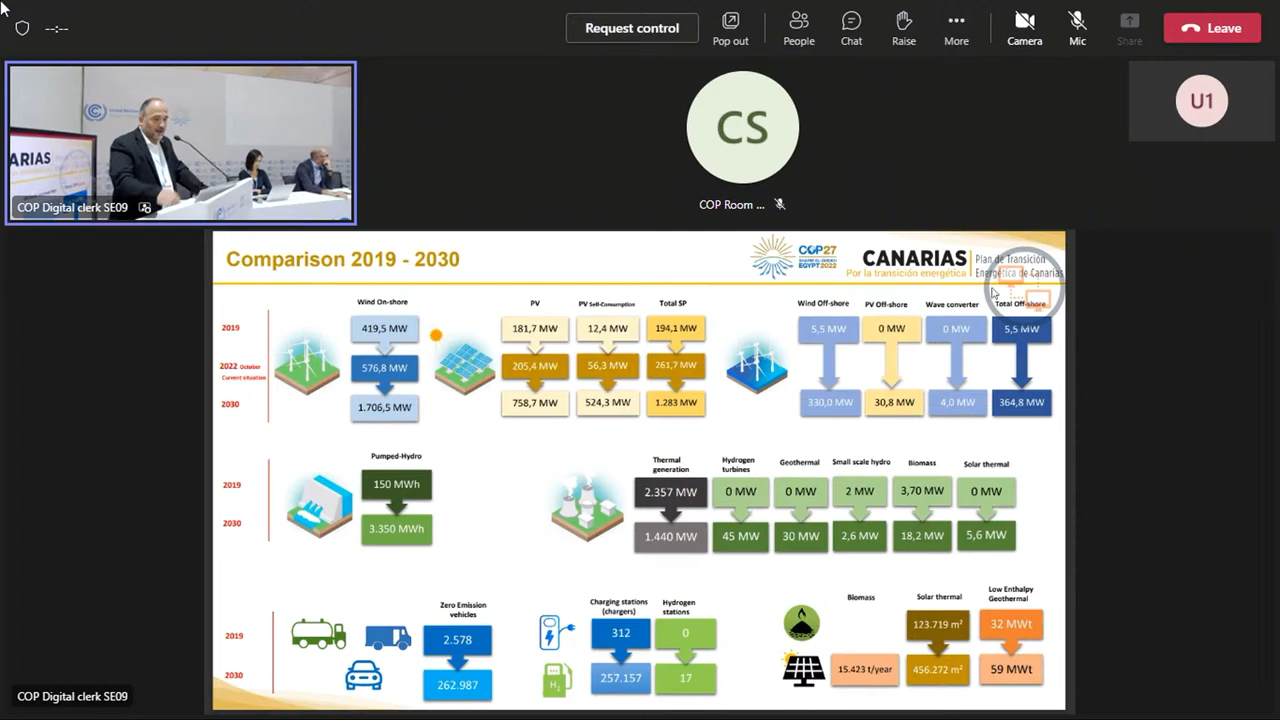 --:--
Request control
Pop out
People
Chat
Raise
More
Camera
Mic
Share
Leave
ARIAS
COP Digital clerk SE09
CS
COP Room ...
U1
Comparison 2019 - 2030
COP27
SHARM EL-SHEIKH
EGYPT 2022
CANARIAS
Por la transición energética
Plan de Transición
Energética de Canarias
Wind On-shore
PV
PV Self-Consumption
Total SP
Wind Off-shore
PV Off-shore
Wave converter
Total Off-shore
2019
419,5 MW
181,7 MW
12,4 MW
194,1 MW
5,5 MW
0 MW
0 MW
5,5 MW
2022 October
Current situation
576,8 MW
205,4 MW
56,3 MW
261,7 MW
2030
1.706,5 MW
758,7 MW
524,3 MW
1.283 MW
330,0 MW
30,8 MW
4,0 MW
364,8 MW
Pumped-Hydro
Thermal
generation
Hydrogen
turbines
Geothermal
Small scale hydro
Biomass
Solar thermal
2019
150 MWh
2.357 MW
0 MW
0 MW
2 MW
3,70 MW
0 MW
2030
3.350 MWh
1.440 MW
45 MW
30 MW
2,6 MW
18,2 MW
5,6 MW
Zero Emission
vehicles
Charging stations
(chargers)
Hydrogen
stations
Biomass
Solar thermal
Low Enthalpy
Geothermal
2019
2.578
312
0
123.719 m²
32 MWt
2030
262.987
H2
257.157
17
15.423 t/year
456.272 m²
59 MWt
COP Digital clerk SE09